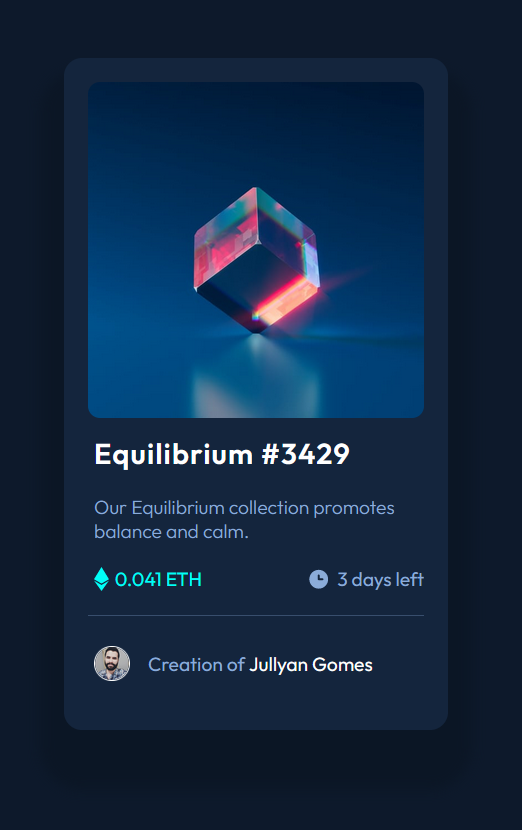 Equilibrium #3429
Our Equilibrium collection promotes
balance and calm.
0.041 ETH
3 days left
Creation of Jullyan Gomes